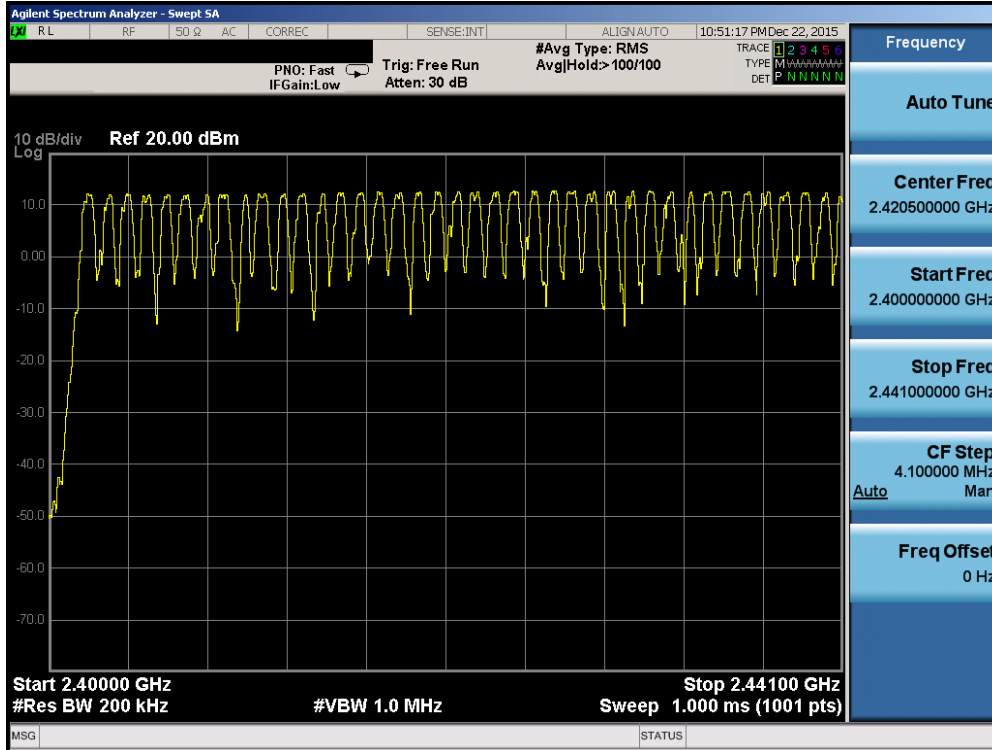 Agilent Spectrum Analyzer - Swept SA
LXI RL RF 50 Ω AC CORREC SENSE:INT ALIGNAUTO 10:51:17 PMDec 22, 2015
PNO: Fast
IFGain:Low
Trig: Free Run
Atten: 30 dB
#Avg Type: RMS
Avg|Hold:>100/100
TRACE 1 2 3 4 5 6
TYPE M
DET P N N N N N
10 dB/div Ref 20.00 dBm
Log
10.0
0.00
-10.0
-20.0
-30.0
-40.0
-50.0
-60.0
-70.0
Start 2.40000 GHz Stop 2.44100 GHz
#Res BW 200 kHz #VBW 1.0 MHz Sweep 1.000 ms (1001 pts)
MSG STATUS
Frequency
Auto Tune
Center Freq
2.420500000 GHz
Start Freq
2.400000000 GHz
Stop Freq
2.441000000 GHz
CF Step
4.100000 MHz
Auto Man
Freq Offset
0 Hz